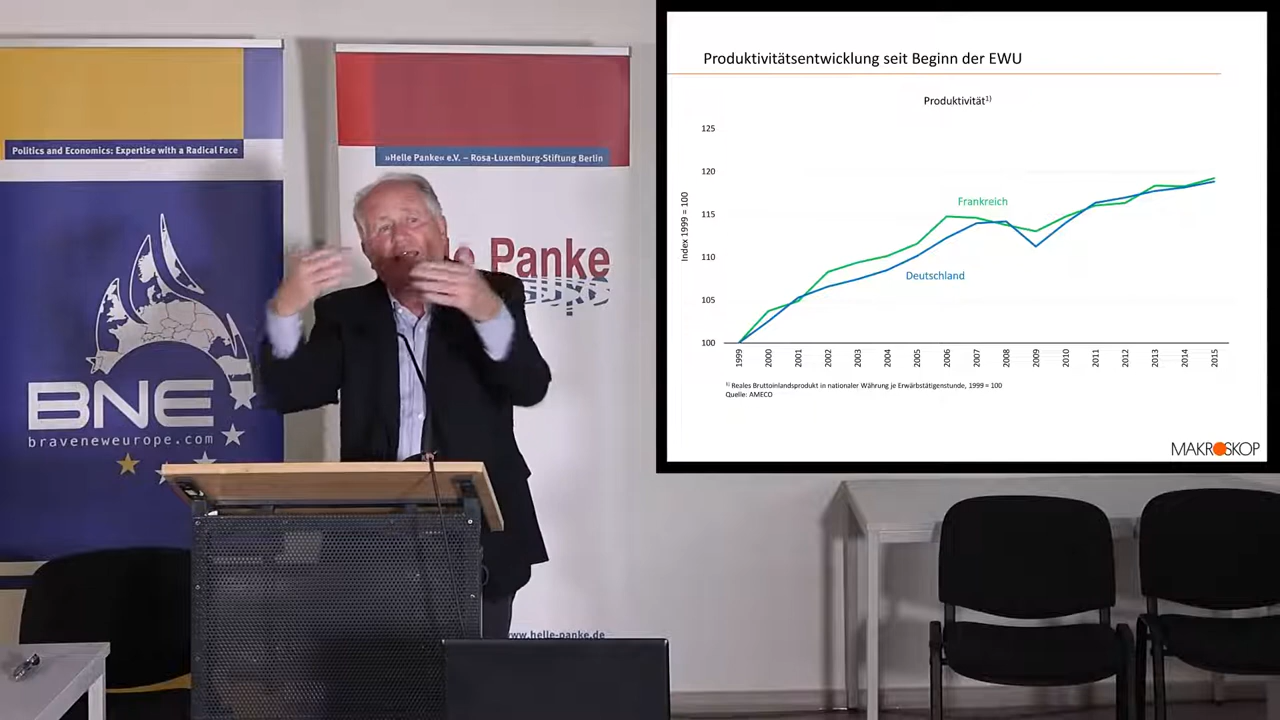 Politics and Economics: Expertise with a Radical Face
BNE
braveneweurope.com
»Helle Panke« e.V. – Rosa-Luxemburg-Stiftung Berlin
Panke
www.helle-panke.de
Produktivitätsentwicklung seit Beginn der EWU
Produktivität¹⁾
Index 1999 = 100
125
120
115
110
105
100
Frankreich
Deutschland
1999 2000 2001 2002 2003 2004 2005 2006 2007 2008 2009 2010 2011 2012 2013 2014 2015
¹⁾ Reales Bruttoinlandsprodukt in nationaler Währung je Erwärbstätigenstunde, 1999 = 100
Quelle: AMECO
MAKROSKOP